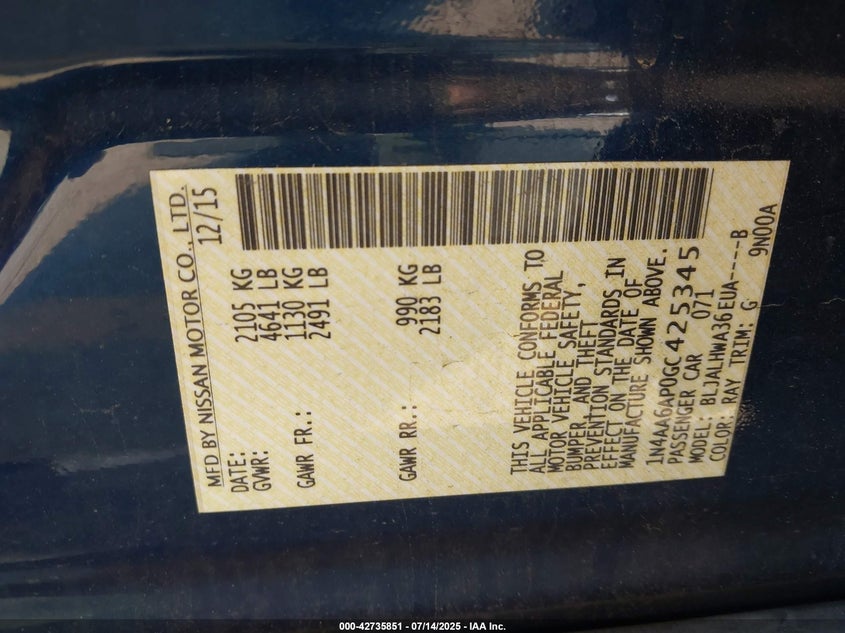 MFD BY NISSAN MOTOR CO., LTD.
DATE: 12/15
GVWR: 2105 KG
4641 LB
GAWR FR.: 1130 KG
2491 LB
GAWR RR.: 990 KG
2183 LB
THIS VEHICLE CONFORMS TO
ALL APPLICABLE FEDERAL
MOTOR VEHICLE SAFETY,
BUMPER, AND THEFT
PREVENTION STANDARDS IN
EFFECT ON THE DATE OF
MANUFACTURE SHOWN ABOVE.
1N4AA6AP0GC425345
PASSENGER CAR 071
MODEL: BLJALHWA36EUA-----B
COLOR: RAY TRIM: G 9N00A
000-42735851 - 07/14/2025 - IAA Inc.